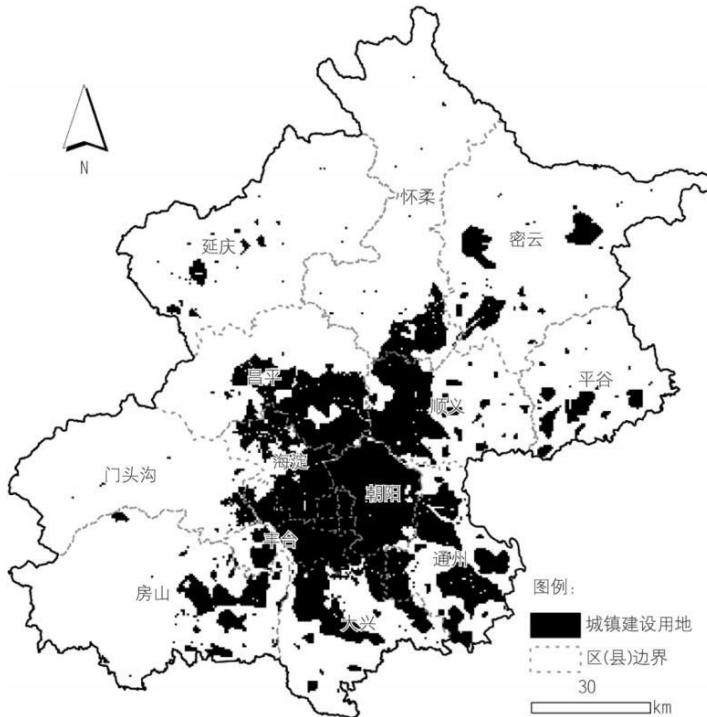 N
怀柔
密云
延庆
平谷
昌平
顺义
海淀
门头沟
朝阳
丰台
通州
房山
大兴
图例:
城镇建设用地
区(县)边界
30
km